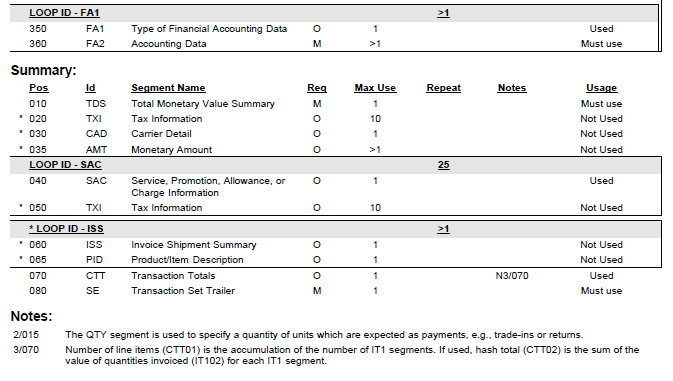 LOOP ID - FA1 >1
350 FA1 Type of Financial Accounting Data O 1 Used
360 FA2 Accounting Data M >1 Must use
Summary:
Pos Id Segment Name Req Max Use Repeat Notes Usage
010 TDS Total Monetary Value Summary M 1 Must use
* 020 TXI Tax Information O 10 Not Used
* 030 CAD Carrier Detail O 1 Not Used
* 035 AMT Monetary Amount O >1 Not Used
LOOP ID - SAC 25
040 SAC Service, Promotion, Allowance, or O 1 Used
Charge Information
* 050 TXI Tax Information O 10 Not Used
* LOOP ID - ISS >1
* 060 ISS Invoice Shipment Summary O 1 Not Used
* 065 PID Product/Item Description O 1 Not Used
070 CTT Transaction Totals O 1 N3/070 Used
080 SE Transaction Set Trailer M 1 Must use
Notes:
2/015 The QTY segment is used to specify a quantity of units which are expected as payments, e.g., trade-ins or returns.
3/070 Number of line items (CTT01) is the accumulation of the number of IT1 segments. If used, hash total (CTT02) is the sum of the
value of quantities invoiced (IT102) for each IT1 segment.